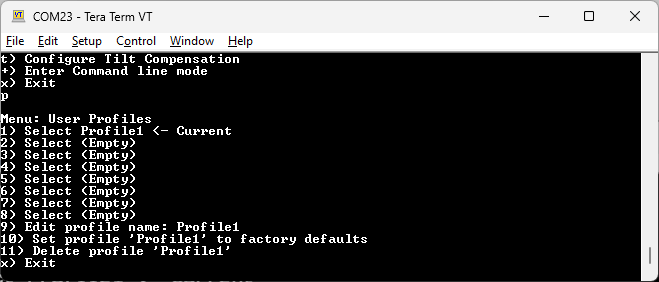 COM23 - Tera Term VT
File Edit Setup Control Window Help
t) Configure Tilt Compensation
+) Enter Command line mode
x) Exit
p
Menu: User Profiles
1) Select Profile1 <- Current
2) Select (Empty)
3) Select (Empty)
4) Select (Empty)
5) Select (Empty)
6) Select (Empty)
7) Select (Empty)
8) Select (Empty)
9) Edit profile name: Profile1
10) Set profile 'Profile1' to factory defaults
11) Delete profile 'Profile1'
x) Exit